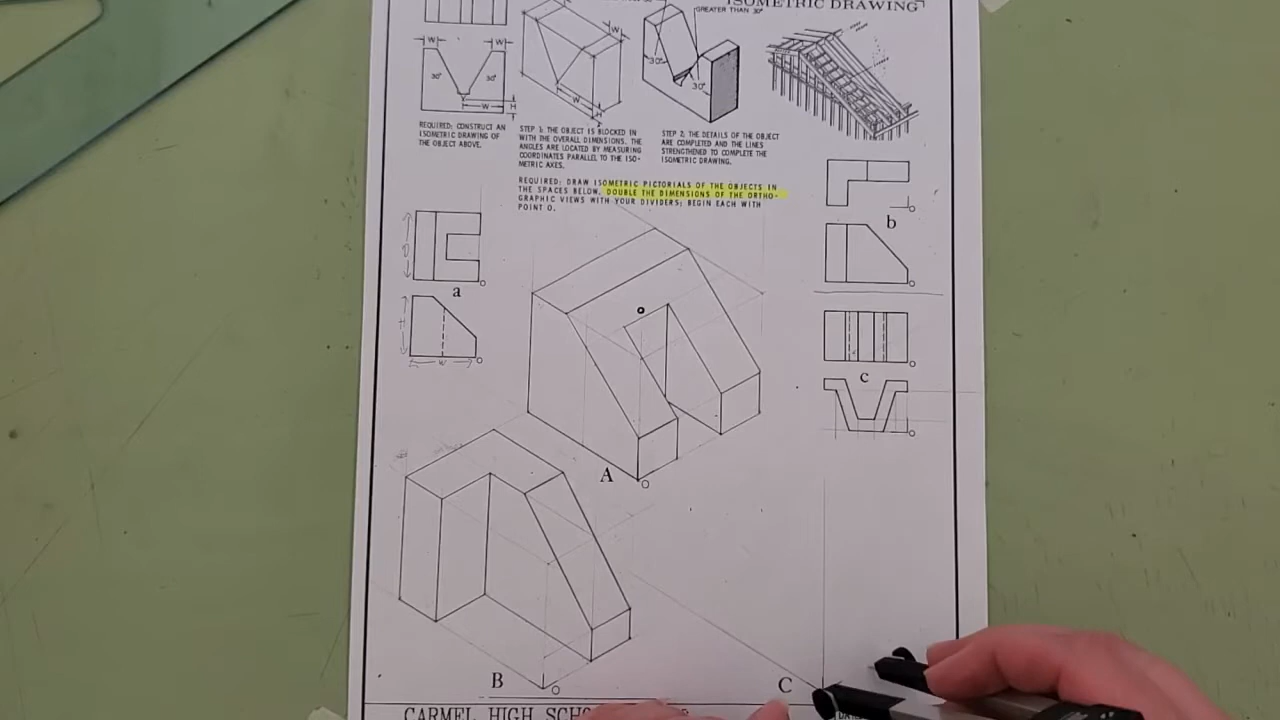 ISOMETRIC DRAWING
GREATER THAN 30°
W
W W
30° 30°
W
H
W
H
30°
30°
REQUIRED: CONSTRUCT AN
ISOMETRIC DRAWING OF
THE OBJECT ABOVE.
STEP 1: THE OBJECT IS BLOCKED IN
WITH THE OVERALL DIMENSIONS. THE
ANGLES ARE LOCATED BY MEASURING
COORDINATES PARALLEL TO THE ISO-
METRIC AXES.
STEP 2: THE DETAILS OF THE OBJECT
ARE COMPLETED AND THE LINES
STRENGTHENED TO COMPLETE THE
ISOMETRIC DRAWING.
REQUIRED: DRAW ISOMETRIC PICTORIALS OF THE OBJECTS IN
THE SPACES BELOW. DOUBLE THE DIMENSIONS OF THE ORTHO-
GRAPHIC VIEWS WITH YOUR DIVIDERS; BEGIN EACH WITH
POINT O.
D
O
a
H
W
O
O
b
O
O
c
O
A
O
B
O
C
CARMEL HIGH